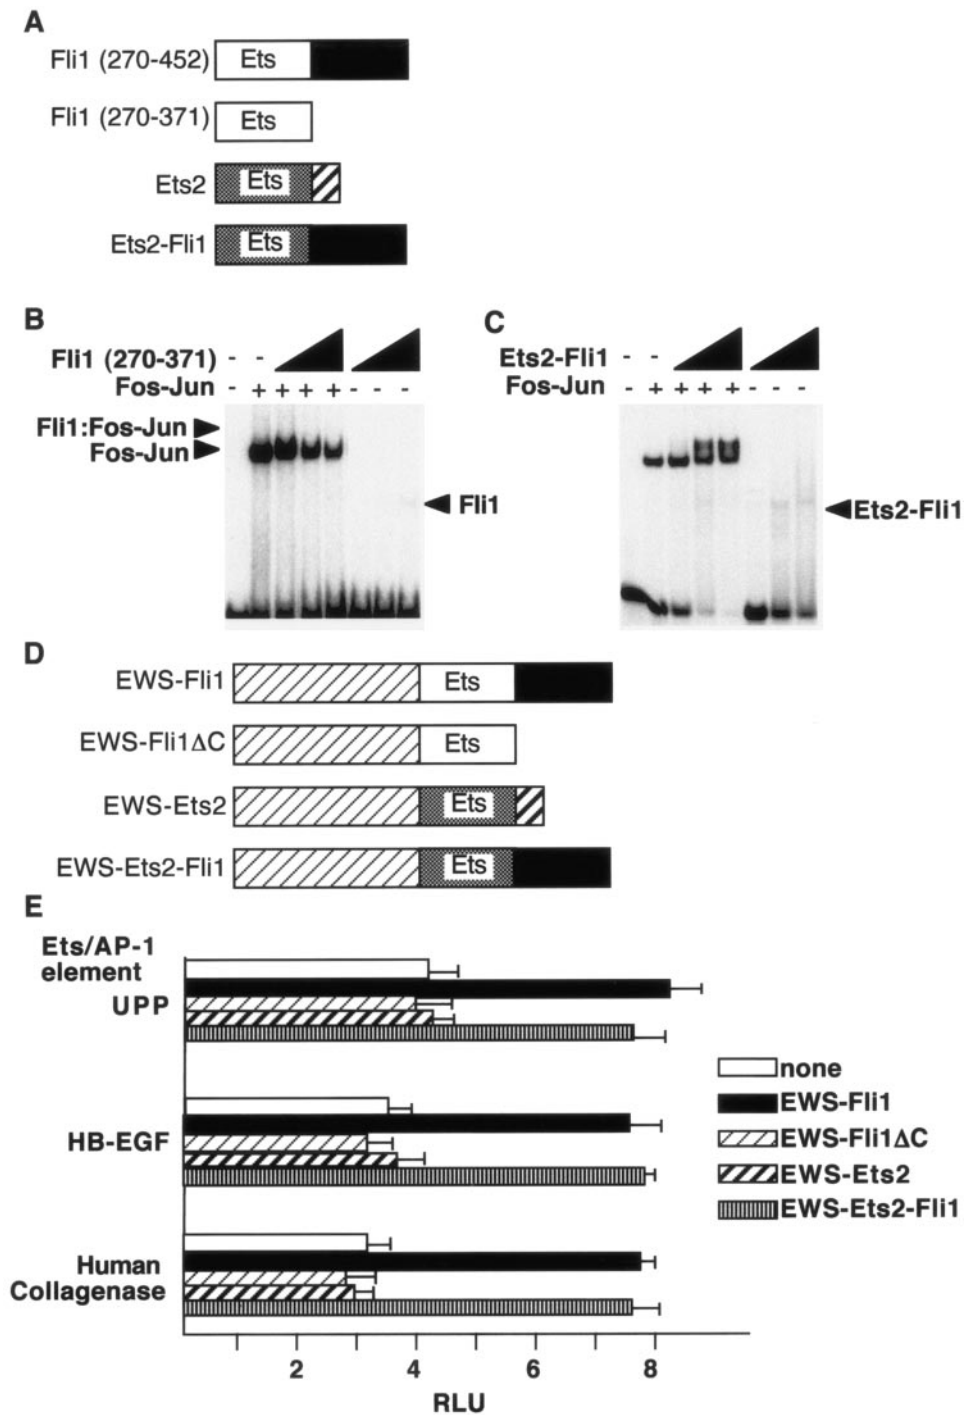 A
Fli1 (270-452) Ets
Fli1 (270-371) Ets
Ets2 Ets
Ets2-Fli1 Ets
B
Fli1 (270-371) - -
Fos-Jun - + + + + - - -
Fli1:Fos-Jun
Fos-Jun
Fli1
C
Ets2-Fli1 - -
Fos-Jun - + + + + - - -
Ets2-Fli1
D
EWS-Fli1 Ets
EWS-Fli1ΔC Ets
EWS-Ets2 Ets
EWS-Ets2-Fli1 Ets
E
Ets/AP-1
element
UPP
HB-EGF
Human
Collagenase
2 4 6 8
RLU
none
EWS-Fli1
EWS-Fli1ΔC
EWS-Ets2
EWS-Ets2-Fli1